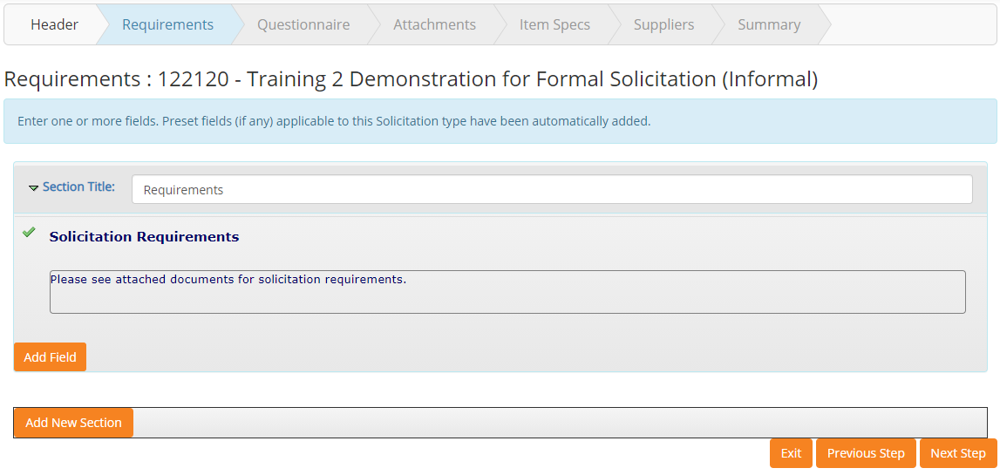 Header Requirements Questionnaire Attachments Item Specs Suppliers Summary
Requirements : 122120 - Training 2 Demonstration for Formal Solicitation (Informal)
Enter one or more fields. Preset fields (if any) applicable to this Solicitation type have been automatically added.
Section Title: Requirements
Solicitation Requirements
Please see attached documents for solicitation requirements.
Add Field
Add New Section
Exit Previous Step Next Step